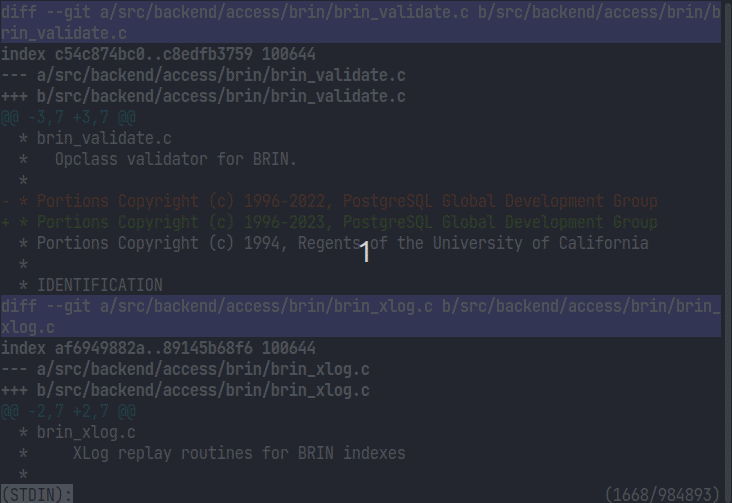 diff --git a/src/backend/access/brin/brin_validate.c b/src/backend/access/brin/b
rin_validate.c
index c54c874bc0..c8edfb3759 100644
--- a/src/backend/access/brin/brin_validate.c
+++ b/src/backend/access/brin/brin_validate.c
@@ -3,7 +3,7 @@
  * brin_validate.c
  *   Opclass validator for BRIN.
  *
- * Portions Copyright (c) 1996-2022, PostgreSQL Global Development Group
+ * Portions Copyright (c) 1996-2023, PostgreSQL Global Development Group
  * Portions Copyright (c) 1994, Regents of the University of California
1
  *
  * IDENTIFICATION
diff --git a/src/backend/access/brin/brin_xlog.c b/src/backend/access/brin/brin_
xlog.c
index af6949882a..89145b68f6 100644
--- a/src/backend/access/brin/brin_xlog.c
+++ b/src/backend/access/brin/brin_xlog.c
@@ -2,7 +2,7 @@
  * brin_xlog.c
  *     XLog replay routines for BRIN indexes
  *
(STDIN): (1668/984893)